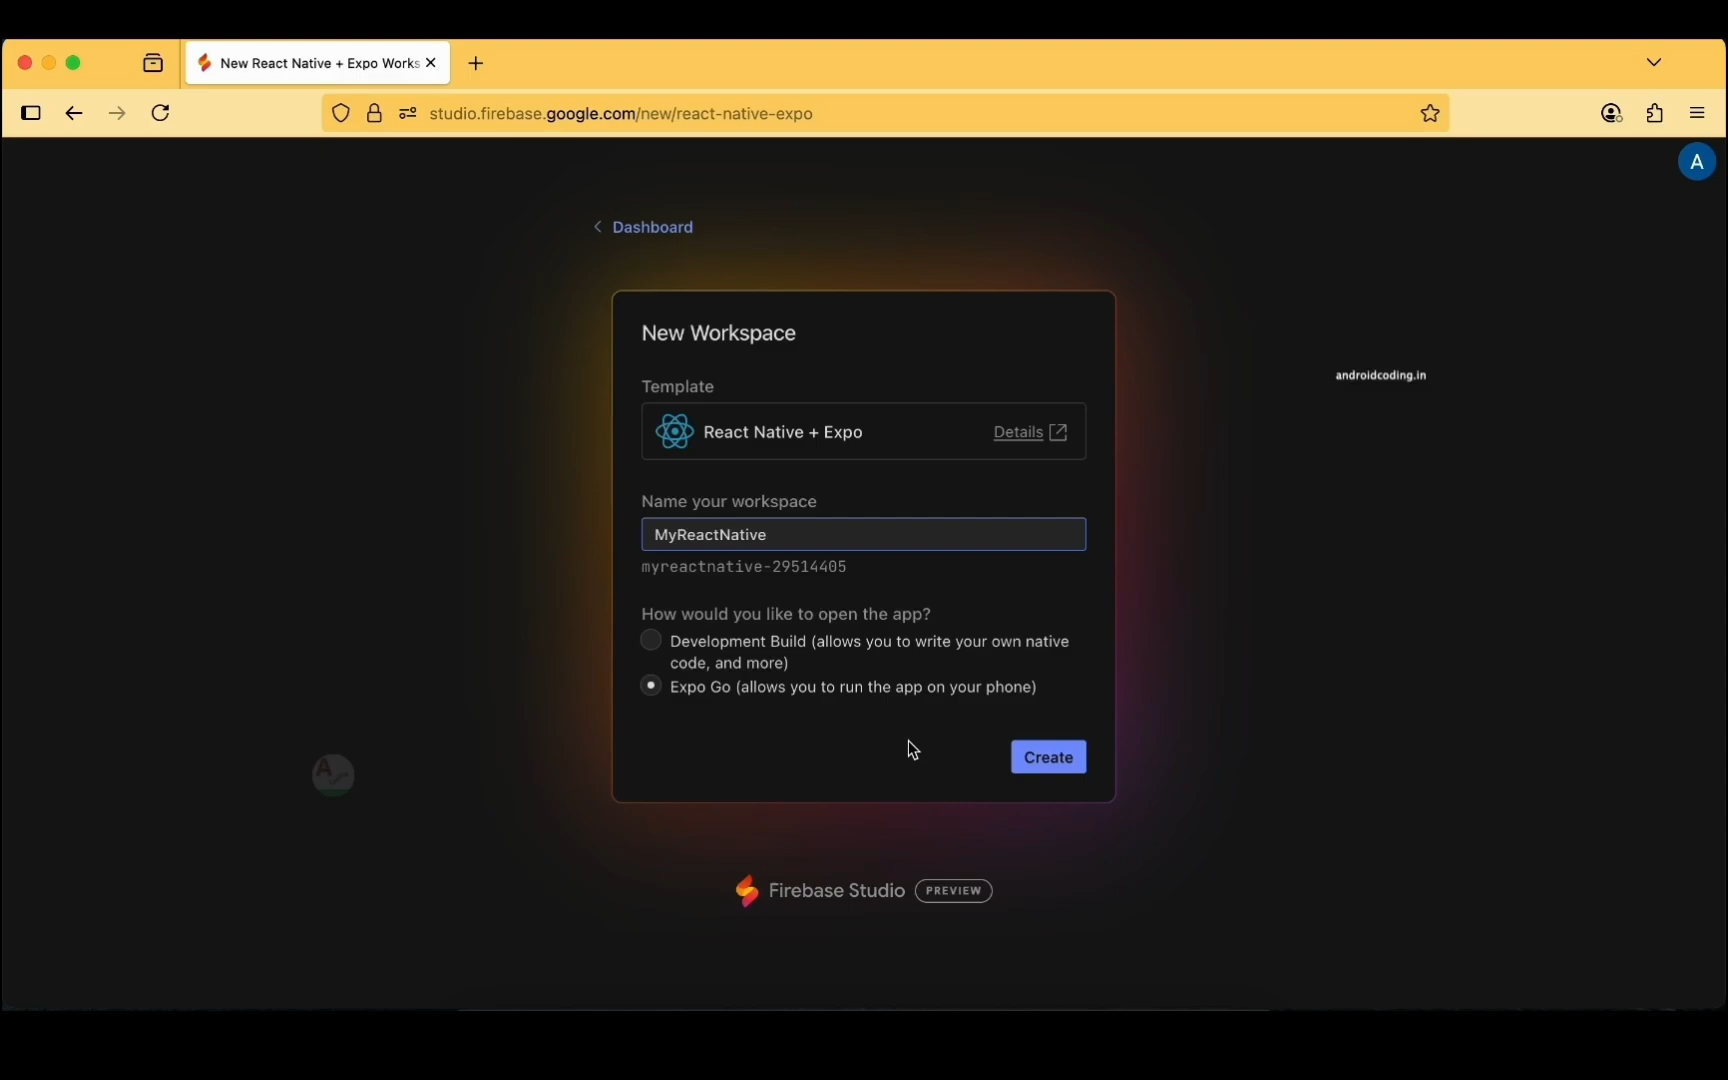 New React Native + Expo Works
studio.firebase.google.com/new/react-native-expo
A
Dashboard
New Workspace
Template
React Native + Expo
Details
androidcoding.in
Name your workspace
MyReactNative
myreactnative-29514405
How would you like to open the app?
Development Build (allows you to write your own native
code, and more)
Expo Go (allows you to run the app on your phone)
Create
A
Firebase Studio
PREVIEW